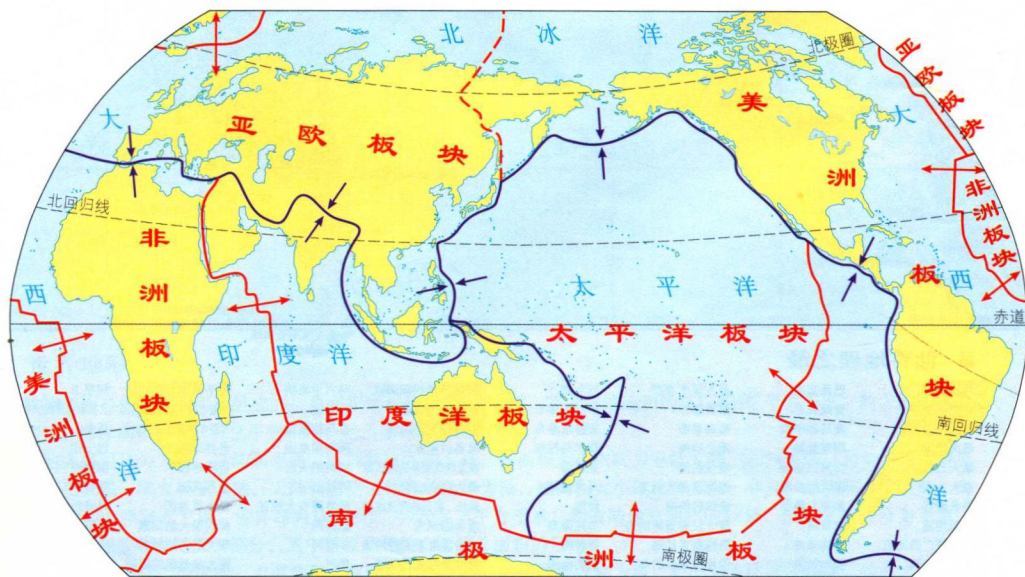 北冰洋
北极圈
亚欧板块
大
亚欧板块
美洲板块
大
北回归线
非洲板块
非洲板块
西
太平洋
西
赤道
太平洋板块
印度洋
美洲板块
印度洋板块
南回归线
洋
洋
南极洲板块
南极圈